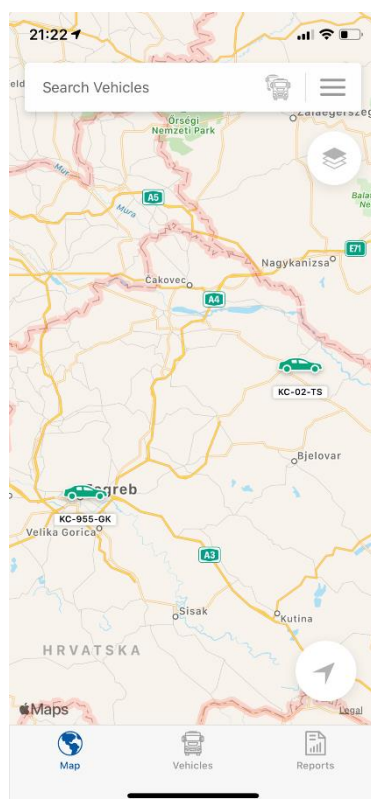 21:22
Search Vehicles
Zalaegerszeg
Őrségi
Nemzeti Park
Mur
Mura
A5
E71
Nagykanizsa
Čakovec
A4
KC-02-TS
Bjelovar
KC-955-GK
Velika Gorica
A3
Sisak
Kutina
HRVATSKA
Maps
Legal
Map
Vehicles
Reports